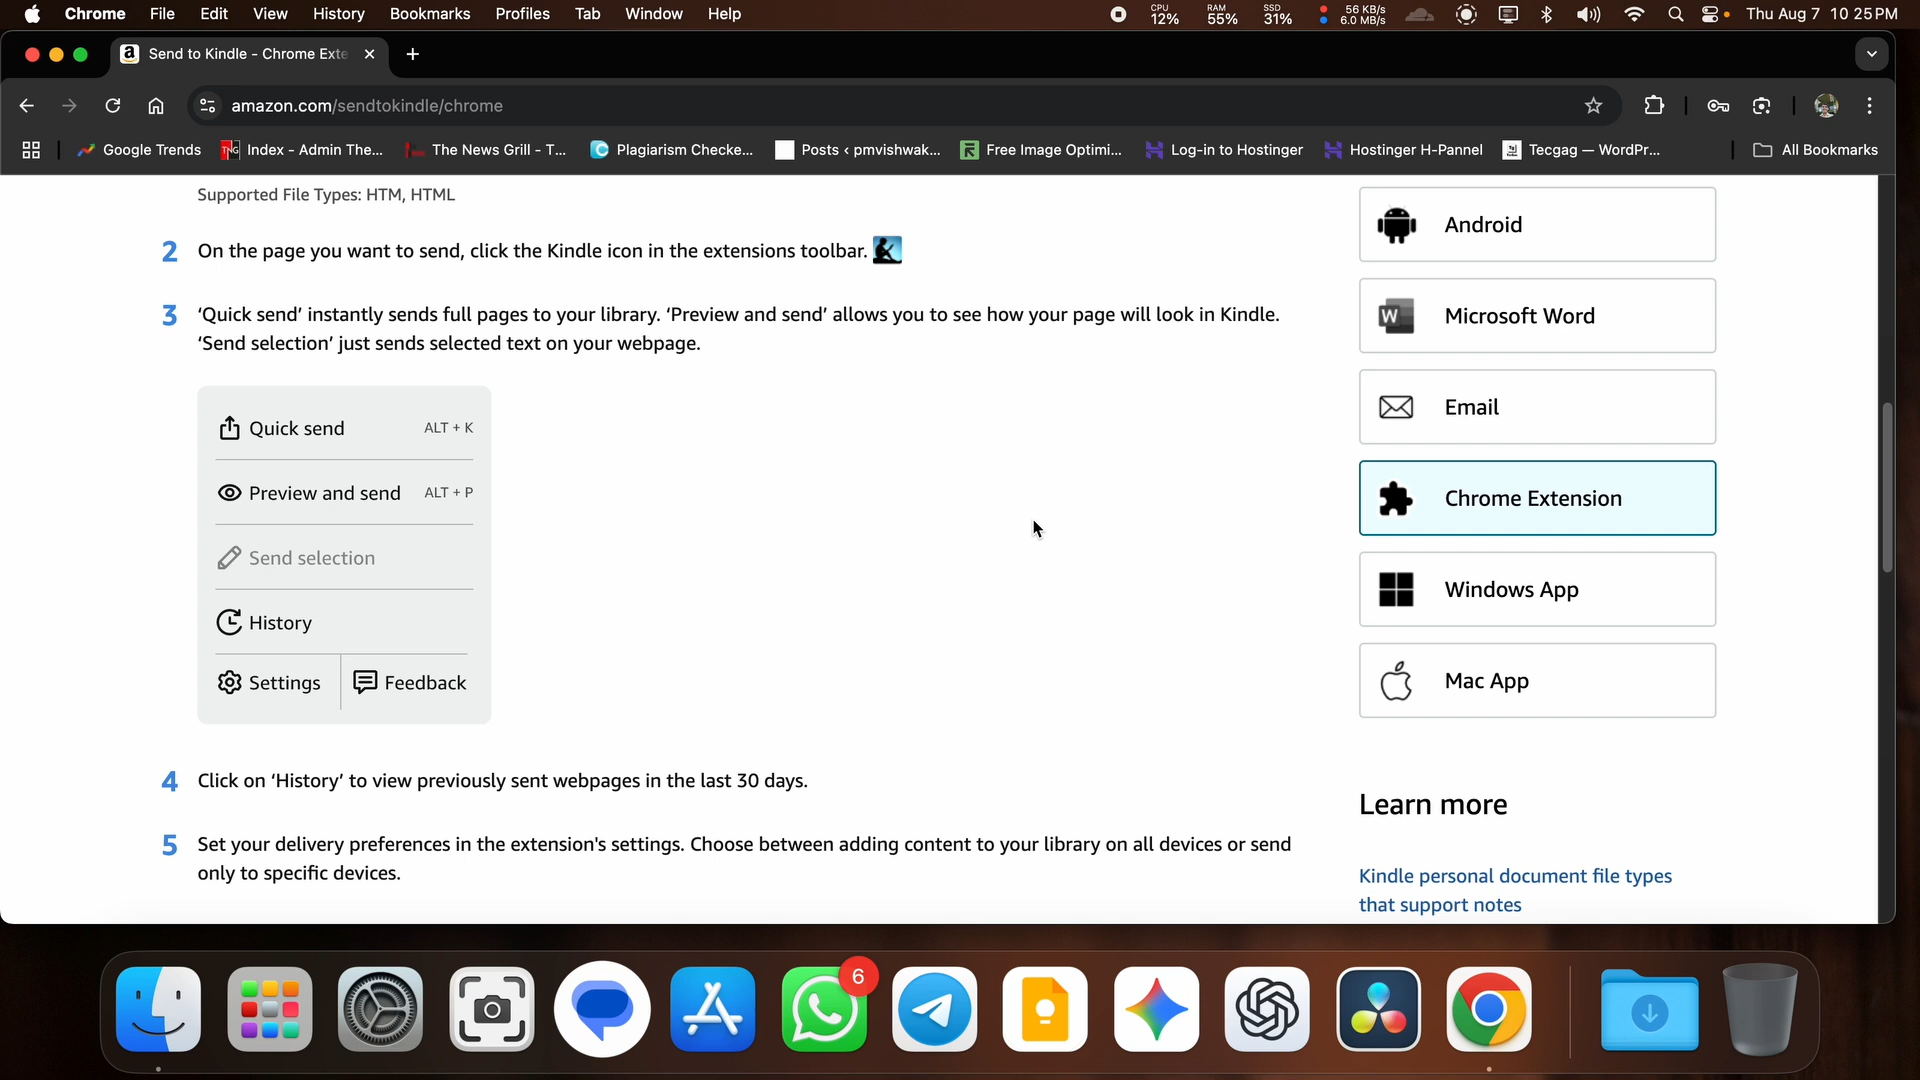 Chrome File Edit View History Bookmarks Profiles Tab Window Help
CPU 12% RAM 55% SSD 31% 56 KB/s 6.0 MB/s Thu Aug 7 10 25 PM
Send to Kindle - Chrome Exte
amazon.com/sendtokindle/chrome
Google Trends Index - Admin The... The News Grill - T... Plagiarism Checke... Posts ‹ pmvishwak... Free Image Optimi... Log-in to Hostinger Hostinger H-Pannel Tecgag — WordPr... All Bookmarks
Supported File Types: HTM, HTML
2 On the page you want to send, click the Kindle icon in the extensions toolbar.
3 ‘Quick send’ instantly sends full pages to your library. ‘Preview and send’ allows you to see how your page will look in Kindle.
‘Send selection’ just sends selected text on your webpage.
Quick send ALT + K
Preview and send ALT + P
Send selection
History
Settings Feedback
4 Click on ‘History’ to view previously sent webpages in the last 30 days.
5 Set your delivery preferences in the extension's settings. Choose between adding content to your library on all devices or send
only to specific devices.
Android
Microsoft Word
Email
Chrome Extension
Windows App
Mac App
Learn more
Kindle personal document file types
that support notes
6